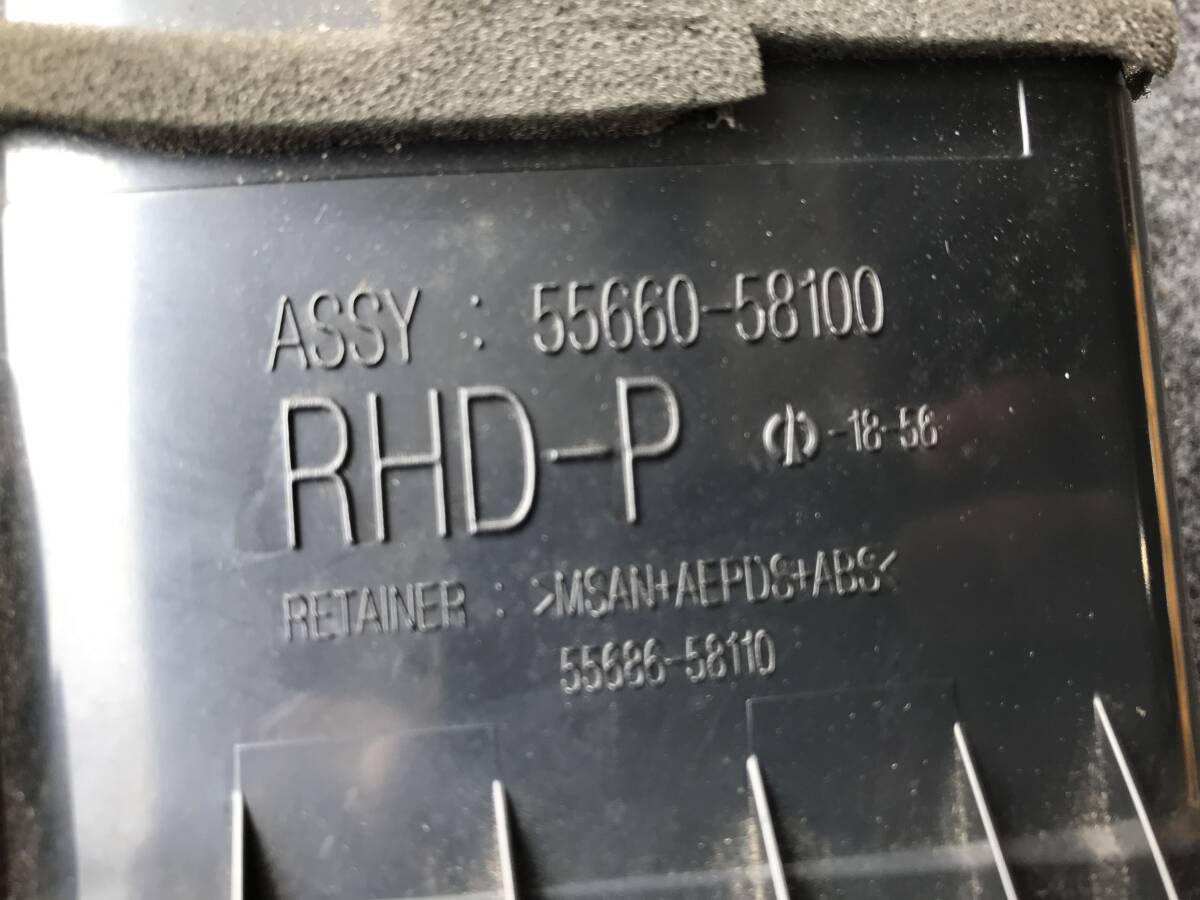 ASSY : 55660-58100
RHD-P
-18-56
RETAINER : >MSAN+AEPDS+ABS<
55686-58110